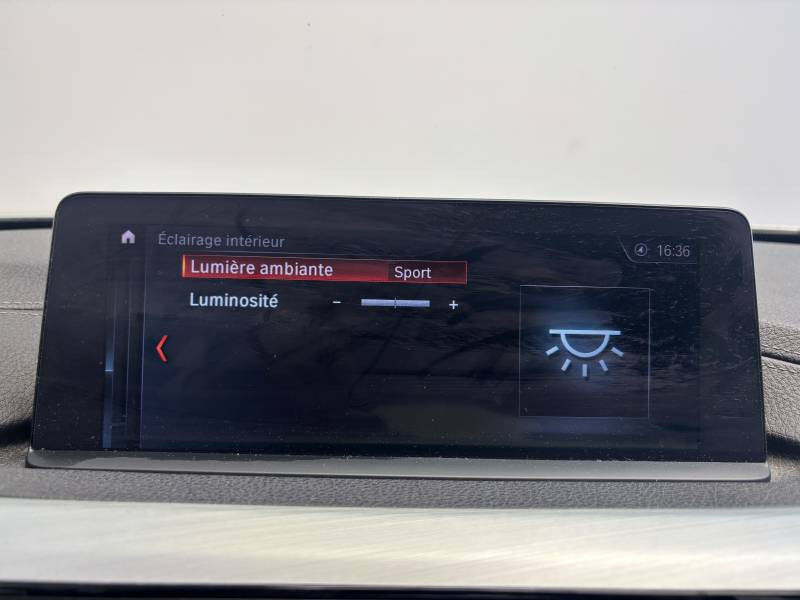 Éclairage intérieur
16:36
Lumière ambiante Sport
Luminosité - +